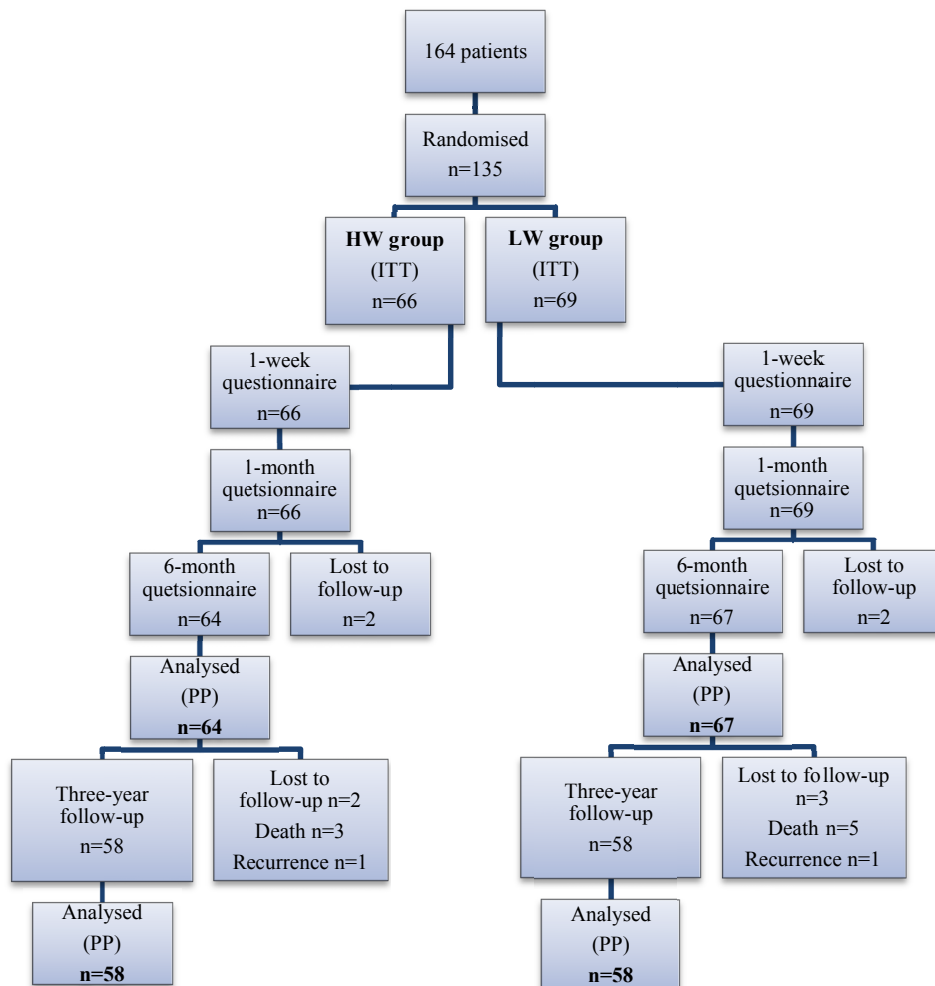 164 patients
Randomised
n=135
HW group
(ITT)
n=66
LW group
(ITT)
n=69
1-week
questionnaire
n=66
1-week
questionnaire
n=69
1-month
quetsionnaire
n=66
1-month
quetsionnaire
n=69
6-month
quetsionnaire
n=64
Lost to
follow-up
n=2
6-month
quetsionnaire
n=67
Lost to
follow-up
n=2
Analysed
(PP)
n=64
Analysed
(PP)
n=67
Three-year
follow-up
n=58
Lost to
follow-up n=2
Death n=3
Recurrence n=1
Three-year
follow-up
n=58
Lost to follow-up
n=3
Death n=5
Recurrence n=1
Analysed
(PP)
n=58
Analysed
(PP)
n=58